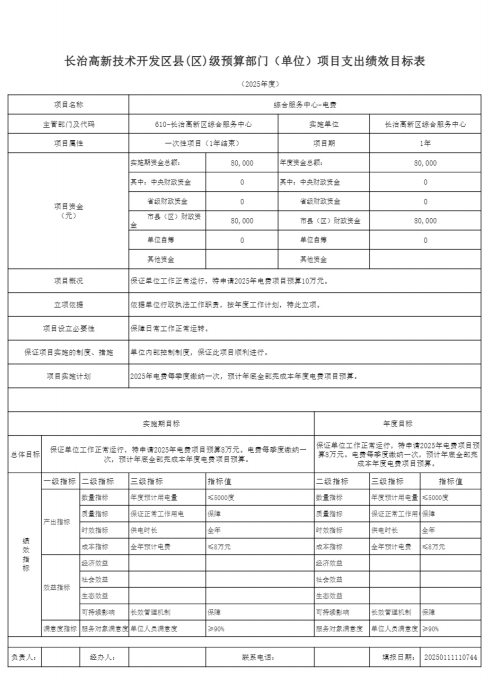 长治高新技术开发区县(区)级预算部门（单位）项目支出绩效目标表
（2025年度）
项目名称 综合服务中心-电费
主管部门及代码 610-长治高新区综合服务中心 实施单位 长治高新区综合服务中心
项目属性 一次性项目（1年结束） 项目期 1年
项目资金（元） 实施期资金总额： 80,000 年度资金总额： 80,000
其中：中央财政资金 0 其中：中央财政资金 0
省级财政资金 0 省级财政资金 0
市县（区）财政资金 80,000 市县（区）财政资金 80,000
单位自筹 0 单位自筹 0
其他资金 其他资金
项目概况 保证单位工作正常运行，特申请2025年电费项目预算10万元。
立项依据 依据单位行政执法工作职责，按年度工作计划，特此立项。
项目设立必要性 保障日常工作正常运转。
保证项目实施的制度、措施 单位内部控制制度，保证此项目顺利进行。
项目实施计划 2025年电费每季度缴纳一次，预计年底全部完成本年度电费项目预算。
实施期目标 年度目标
总体目标 保证单位工作正常运行，特申请2025年电费项目预算8万元，电费每季度缴纳一次，预计年底全部完成本年度电费项目预算。 保证单位工作正常运行，特申请2025年电费项目预算8万元，电费每季度缴纳一次，预计年底全部完成本年度电费项目预算。
绩效指标 一级指标 二级指标 三级指标 指标值 二级指标 三级指标 指标值
产出指标 数量指标 年度预计用电量 ≤5000度 数量指标 年度预计用电量 ≤5000度
质量指标 保证正常工作用电 保障 质量指标 保证正常工作用 保障
时效指标 供电时长 全年 时效指标 供电时长 全年
成本指标 全年预计电费 ≤8万元 成本指标 全年预计电费 ≤8万元
效益指标 经济效益 经济效益
社会效益 社会效益
生态效益 生态效益
可持续影响 长效管理机制 保障 可持续影响 长效管理机制 保障
满意度指标 服务对象满意度 单位人员满意度 ≥90% 服务对象满意度 单位人员满意度 ≥90%
负责人： 经办人： 联系电话： 填报日期： 20250111110744